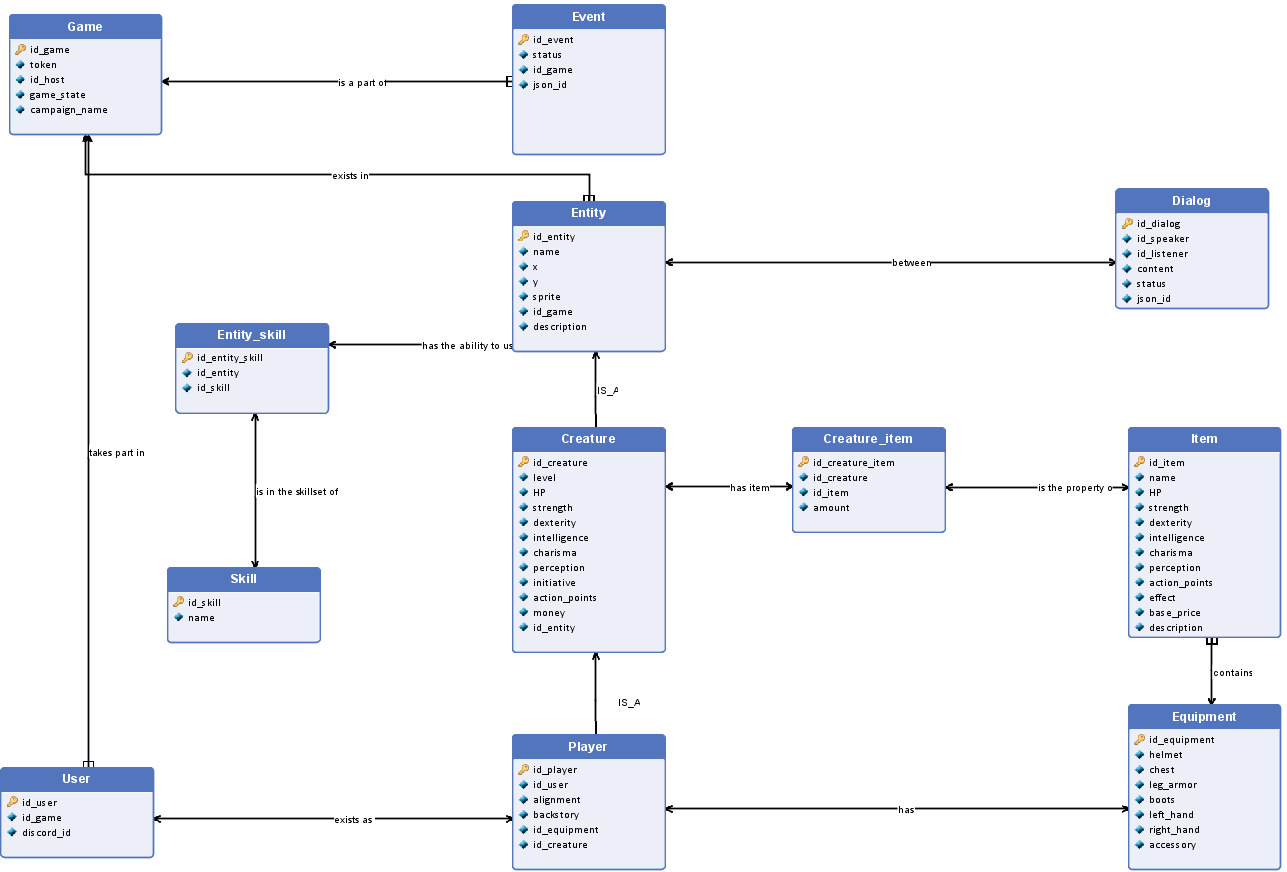 Game
id_game
token
id_host
game_state
campaign_name
Event
id_event
status
id_game
json_id
is a part of
exists in
Entity
id_entity
name
x
y
sprite
id_game
description
Dialog
id_dialog
id_speaker
id_listener
content
status
json_id
between
Entity_skill
id_entity_skill
id_entity
id_skill
has the ability to us
IS_A
takes part in
is in the skillset of
Creature
id_creature
level
HP
strength
dexterity
intelligence
charisma
perception
initiative
action_points
money
id_entity
has item
Creature_item
id_creature_item
id_creature
id_item
amount
is the property o
Item
id_item
name
HP
strength
dexterity
intelligence
charisma
perception
action_points
effect
base_price
description
Skill
id_skill
name
contains
IS_A
User
id_user
id_game
discord_id
exists as
Player
id_player
id_user
alignment
backstory
id_equipment
id_creature
has
Equipment
id_equipment
helmet
chest
leg_armor
boots
left_hand
right_hand
accessory